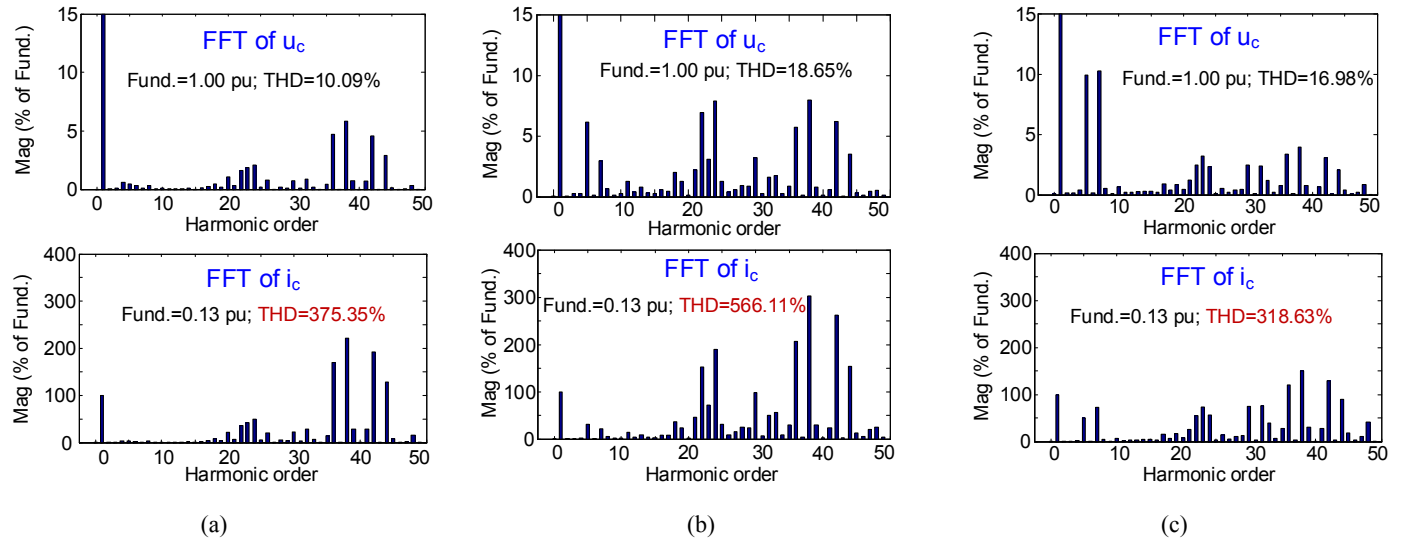 FFT of uc
Fund.=1.00 pu; THD=10.09%
Mag (% of Fund.)
15
10
5
0
0 10 20 30 40 50
Harmonic order
FFT of uc
Fund.=1.00 pu; THD=18.65%
Mag (% of Fund.)
15
10
5
0
0 10 20 30 40 50
Harmonic order
FFT of uc
Fund.=1.00 pu; THD=16.98%
Mag (% of Fund.)
15
10
5
0
0 10 20 30 40 50
Harmonic order
FFT of ic
Fund.=0.13 pu; THD=375.35%
Mag (% of Fund.)
400
300
200
100
0
0 10 20 30 40 50
Harmonic order
FFT of ic
Fund.=0.13 pu; THD=566.11%
Mag (% of Fund.)
400
300
200
100
0
0 10 20 30 40 50
Harmonic order
FFT of ic
Fund.=0.13 pu; THD=318.63%
Mag (% of Fund.)
400
300
200
100
0
0 10 20 30 40 50
Harmonic order
(a)
(b)
(c)